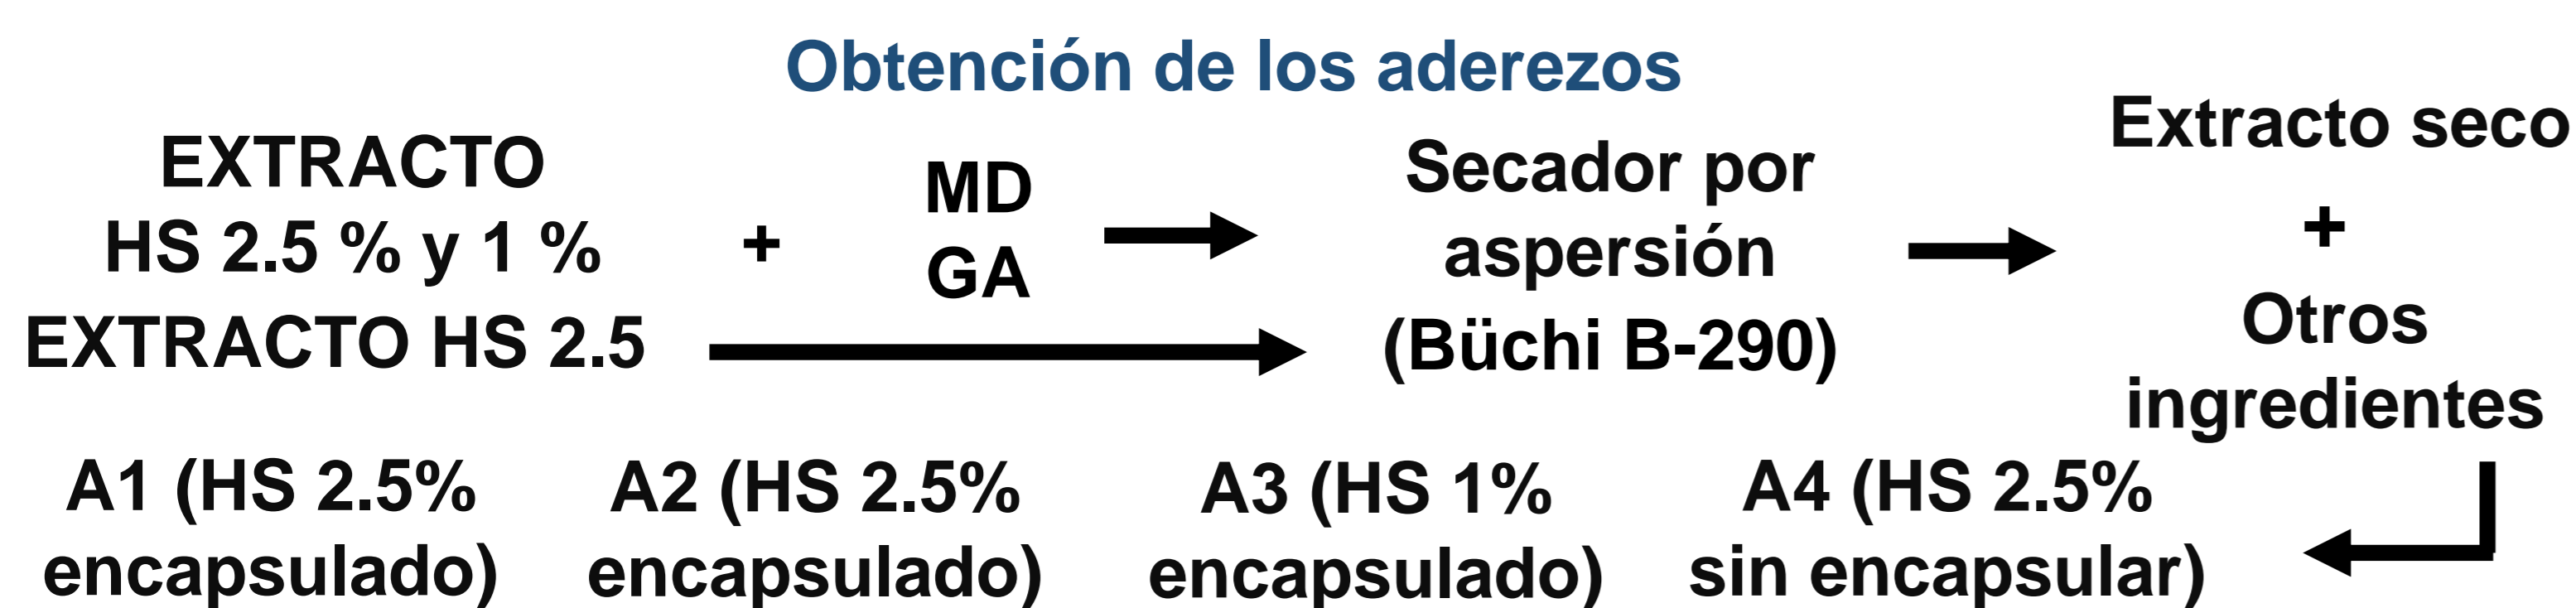 Obtención de los aderezos
EXTRACTO
HS 2.5 % y 1 %
+
MD
GA
EXTRACTO HS 2.5
Secador por
aspersión
(Büchi B-290)
Extracto seco
+
Otros
ingredientes
A1 (HS 2.5%
encapsulado)
A2 (HS 2.5%
encapsulado)
A3 (HS 1%
encapsulado)
A4 (HS 2.5%
sin encapsular)